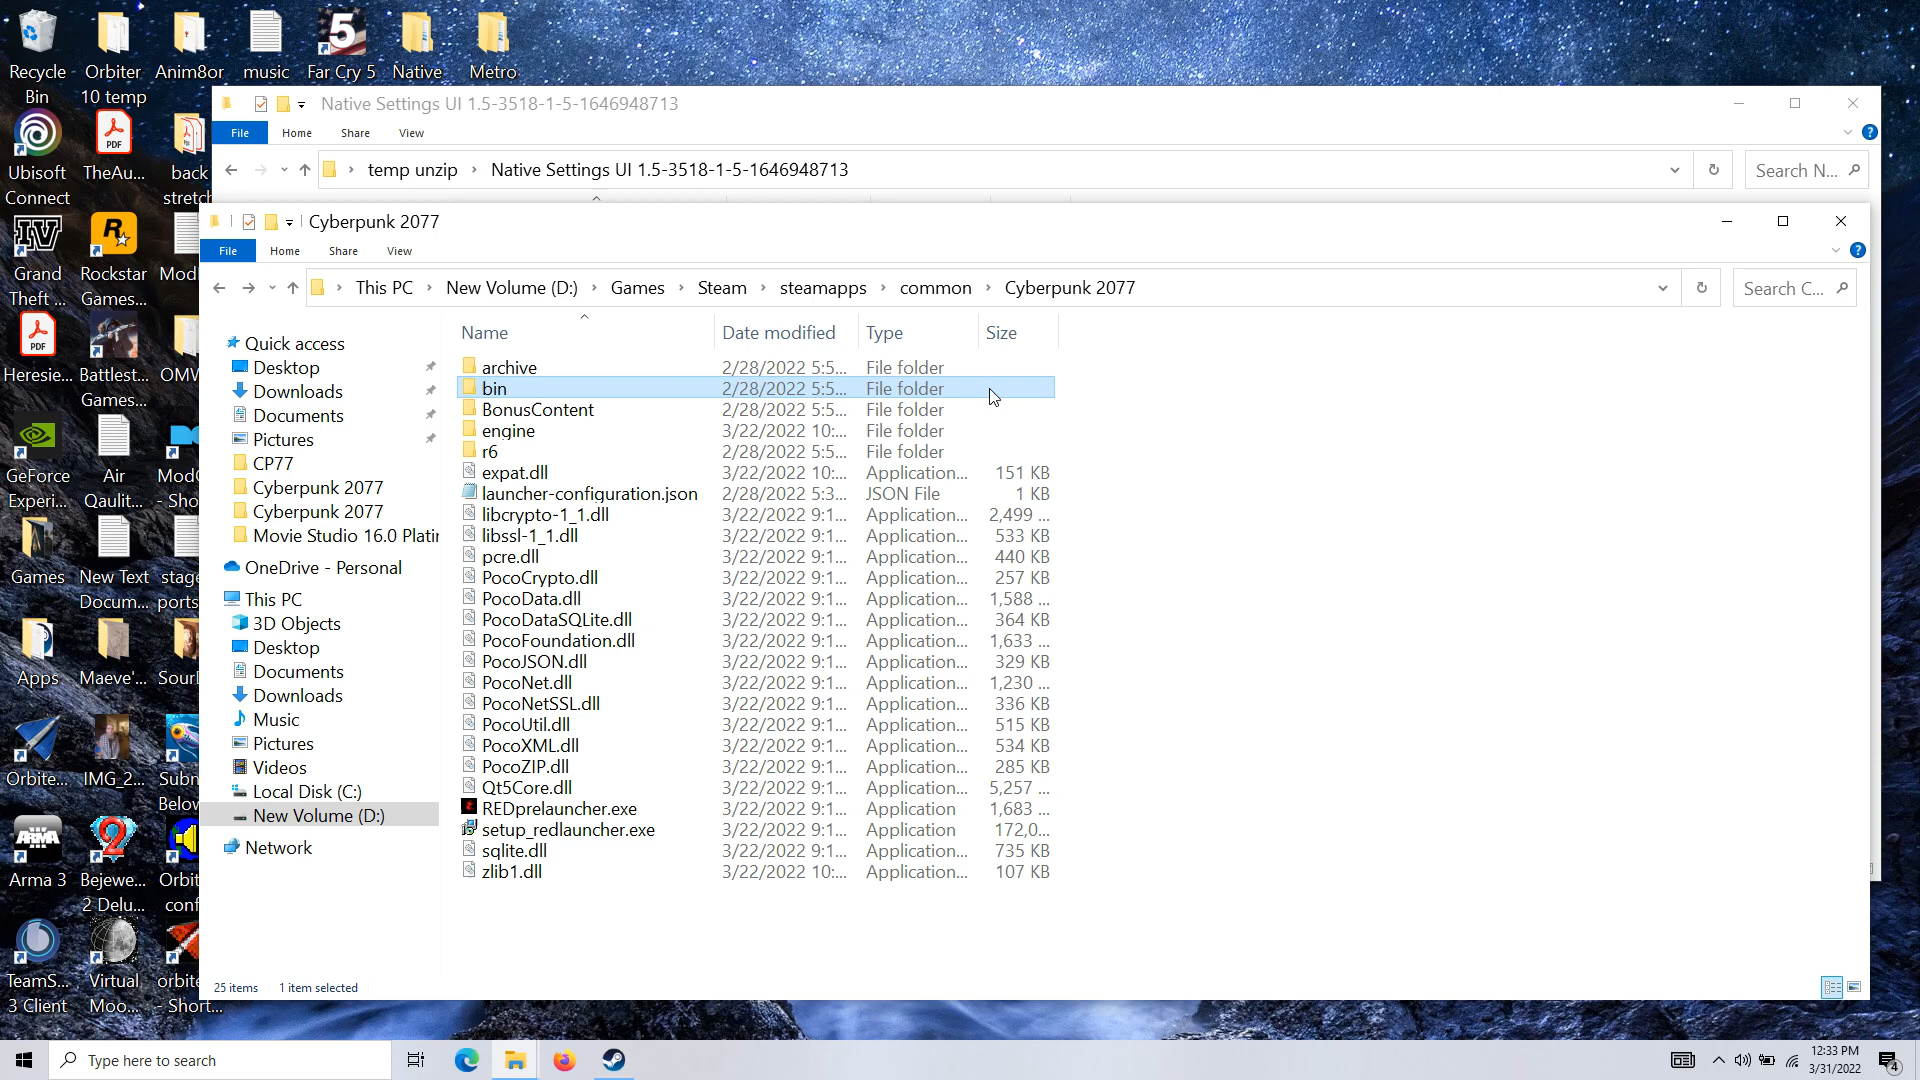 Recycle Bin
Orbiter 10 temp
Anim8or
music
Far Cry 5
Native
Metro
Ubisoft Connect
PDF
TheAu...
back stretch
IV
Grand Theft ...
Rockstar Games...
Mod
PDF
Heresie...
Battlest... Games...
OMW
GeForce Experi...
Air Qaulit...
ModO
- Sho
Games
New Text Docum...
stage
ports
Apps
Maeve'...
Sour
Orbite...
IMG_2...
Subn
Below
ARMA
Arma 3
Bejewe... 2 Delu...
Orbit
conf
TeamS... 3 Client
Virtual Moo...
orbite
- Short...
Native Settings UI 1.5-3518-1-5-1646948713
File Home Share View
temp unzip › Native Settings UI 1.5-3518-1-5-1646948713
Search N...
Cyberpunk 2077
File Home Share View
This PC › New Volume (D:) › Games › Steam › steamapps › common › Cyberpunk 2077
Search C...
Quick access
Desktop
Downloads
Documents
Pictures
CP77
Cyberpunk 2077
Cyberpunk 2077
Movie Studio 16.0 Platin
OneDrive - Personal
This PC
3D Objects
Desktop
Documents
Downloads
Music
Pictures
Videos
Local Disk (C:)
New Volume (D:)
Network
Name Date modified Type Size
archive 2/28/2022 5:5... File folder
bin 2/28/2022 5:5... File folder
BonusContent 2/28/2022 5:5... File folder
engine 3/22/2022 10:... File folder
r6 2/28/2022 5:5... File folder
expat.dll 3/22/2022 10:... Application... 151 KB
launcher-configuration.json 2/28/2022 5:3... JSON File 1 KB
libcrypto-1_1.dll 3/22/2022 9:1... Application... 2,499 ...
libssl-1_1.dll 3/22/2022 9:1... Application... 533 KB
pcre.dll 3/22/2022 9:1... Application... 440 KB
PocoCrypto.dll 3/22/2022 9:1... Application... 257 KB
PocoData.dll 3/22/2022 9:1... Application... 1,588 ...
PocoDataSQLite.dll 3/22/2022 9:1... Application... 364 KB
PocoFoundation.dll 3/22/2022 9:1... Application... 1,633 ...
PocoJSON.dll 3/22/2022 9:1... Application... 329 KB
PocoNet.dll 3/22/2022 9:1... Application... 1,230 ...
PocoNetSSL.dll 3/22/2022 9:1... Application... 336 KB
PocoUtil.dll 3/22/2022 9:1... Application... 515 KB
PocoXML.dll 3/22/2022 9:1... Application... 534 KB
PocoZIP.dll 3/22/2022 9:1... Application... 285 KB
Qt5Core.dll 3/22/2022 9:1... Application... 5,257 ...
REDprelauncher.exe 3/22/2022 9:1... Application 1,683 ...
setup_redlauncher.exe 3/22/2022 9:1... Application 172,0...
sqlite.dll 3/22/2022 9:1... Application... 735 KB
zlib1.dll 3/22/2022 10:... Application... 107 KB
25 items 1 item selected
Type here to search
12:33 PM
3/31/2022
4